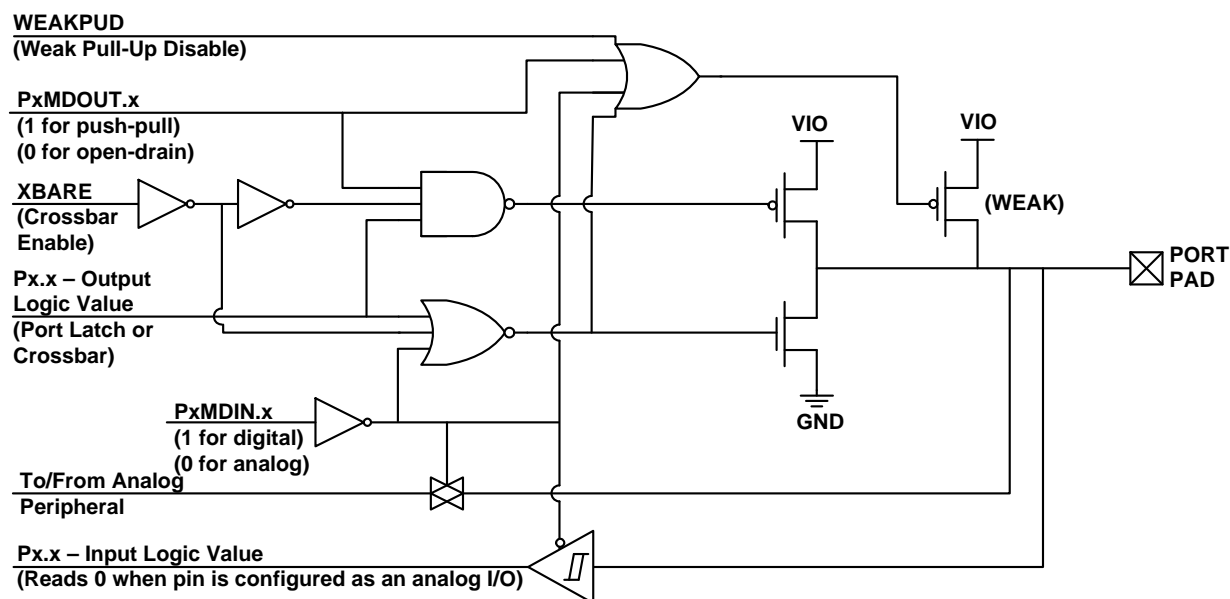 WEAKPUD
(Weak Pull-Up Disable)
PxMDOUT.x
(1 for push-pull)
(0 for open-drain)
XBARE
(Crossbar
Enable)
Px.x – Output
Logic Value
(Port Latch or
Crossbar)
PxMDIN.x
(1 for digital)
(0 for analog)
To/From Analog
Peripheral
Px.x – Input Logic Value
(Reads 0 when pin is configured as an analog I/O)
VIO
VIO
(WEAK)
PORT
PAD
GND